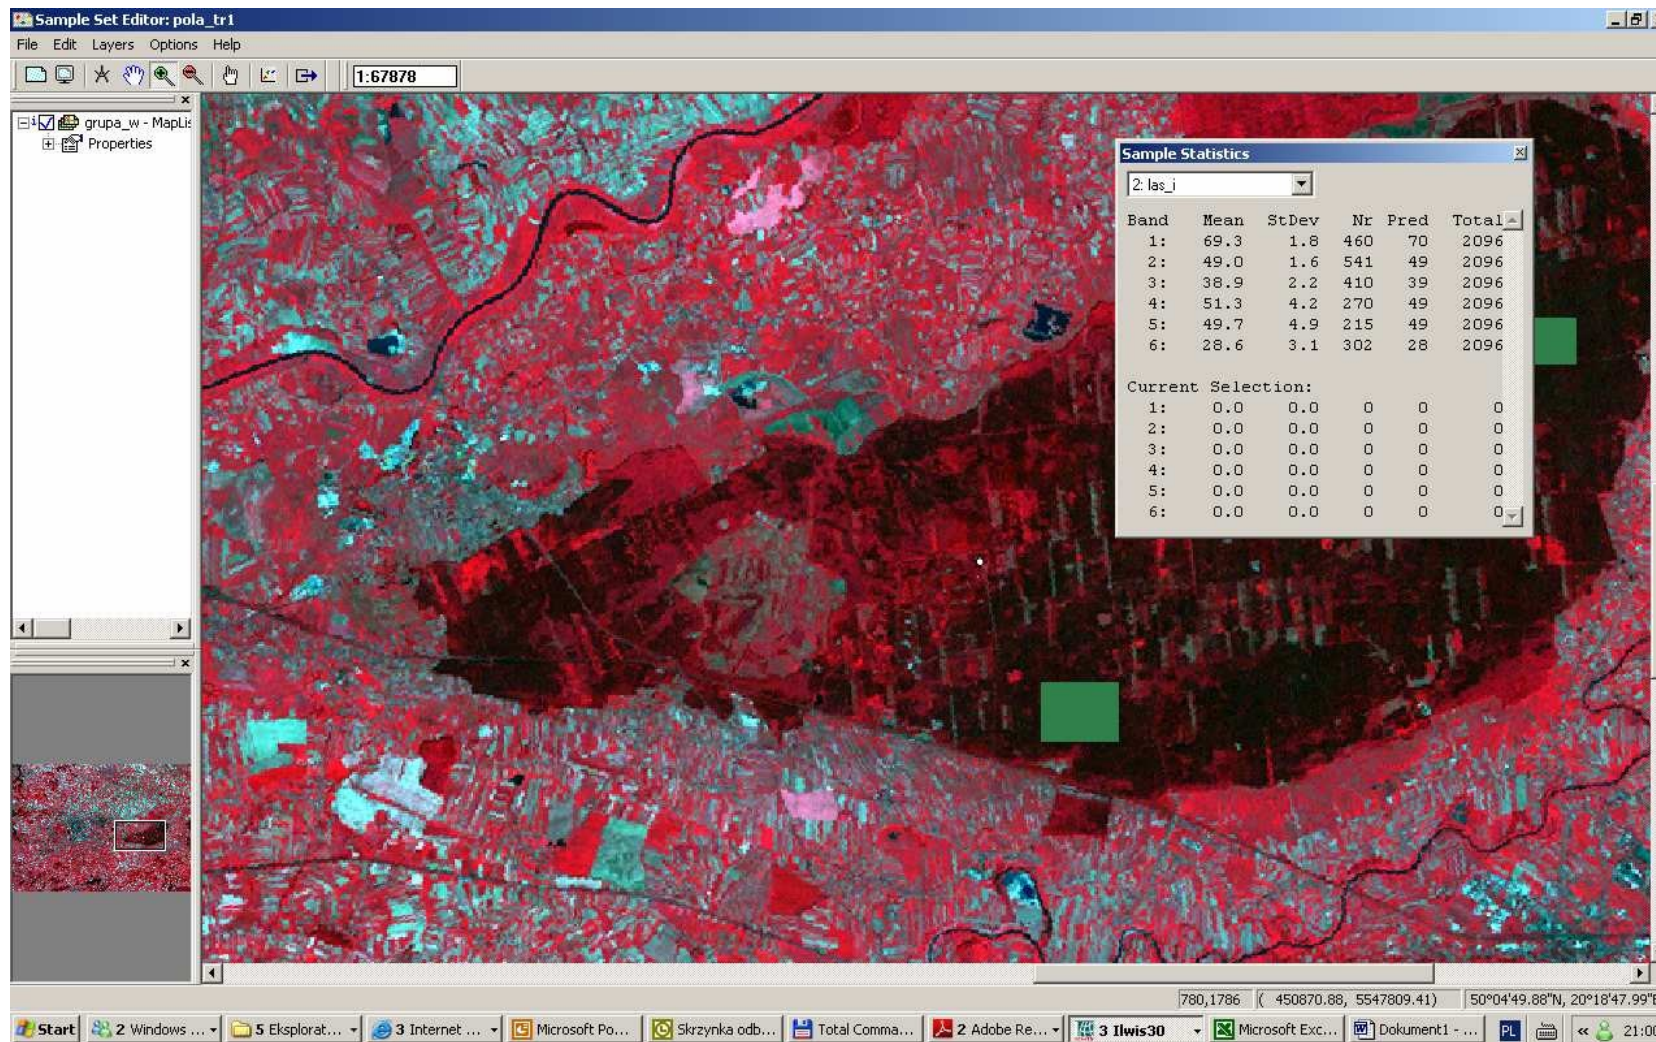 Sample Set Editor: pola_tr1
File Edit Layers Options Help
1:67878
grupa_w - MapLis
Properties
Sample Statistics
2: las_i
Band Mean StDev Nr Pred Total
1: 69.3 1.8 460 70 2096
2: 49.0 1.6 541 49 2096
3: 38.9 2.2 410 39 2096
4: 51.3 4.2 270 49 2096
5: 49.7 4.9 215 49 2096
6: 28.6 3.1 302 28 2096
Current Selection:
1: 0.0 0.0 0 0 0
2: 0.0 0.0 0 0 0
3: 0.0 0.0 0 0 0
4: 0.0 0.0 0 0 0
5: 0.0 0.0 0 0 0
6: 0.0 0.0 0 0 0
780,1786 ( 450870.88, 5547809.41) 50°04'49.88"N, 20°18'47.99"E
Start 2 Windows ... 5 Eksplorat... 3 Internet ... Microsoft Po... Skrzynka odb... Total Comma... 2 Adobe Re... 3 Ilwis30 Microsoft Exc... Dokument1 - ... PL « 21:00